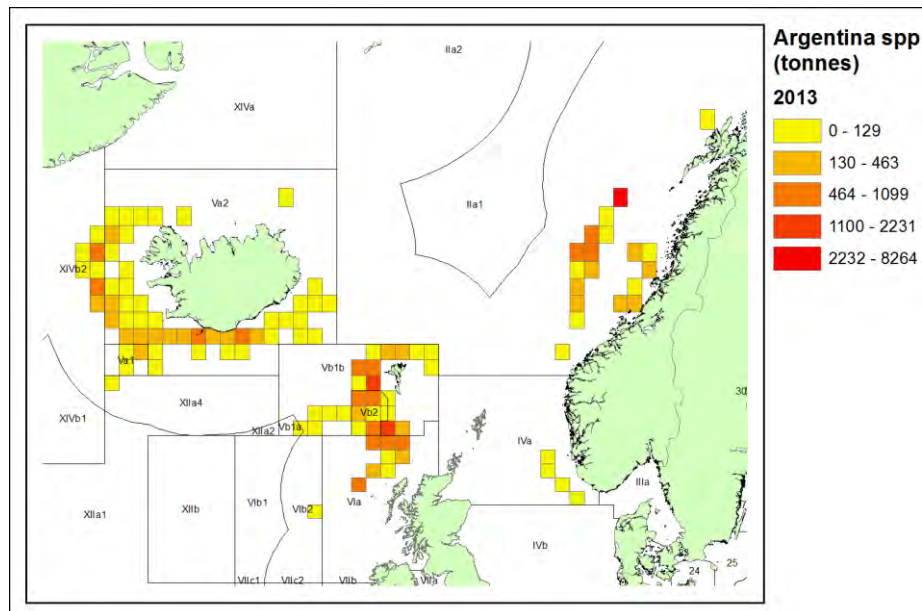 Argentina spp
(tonnes)
2013
0 - 129
130 - 463
464 - 1099
1100 - 2231
2232 - 8264
IIa2
XIVa
Va2
IIa1
XIVb2
Va1
Vb1b
XIIa4
Vb2
XIVb1
XIIa2
Vb1a
IVa
30
VIa
IIIa
XIIa1
XIIb
VIb1
VIb2
IVb
24
25
VIIc1
VIIc2
VIIb
VIIa